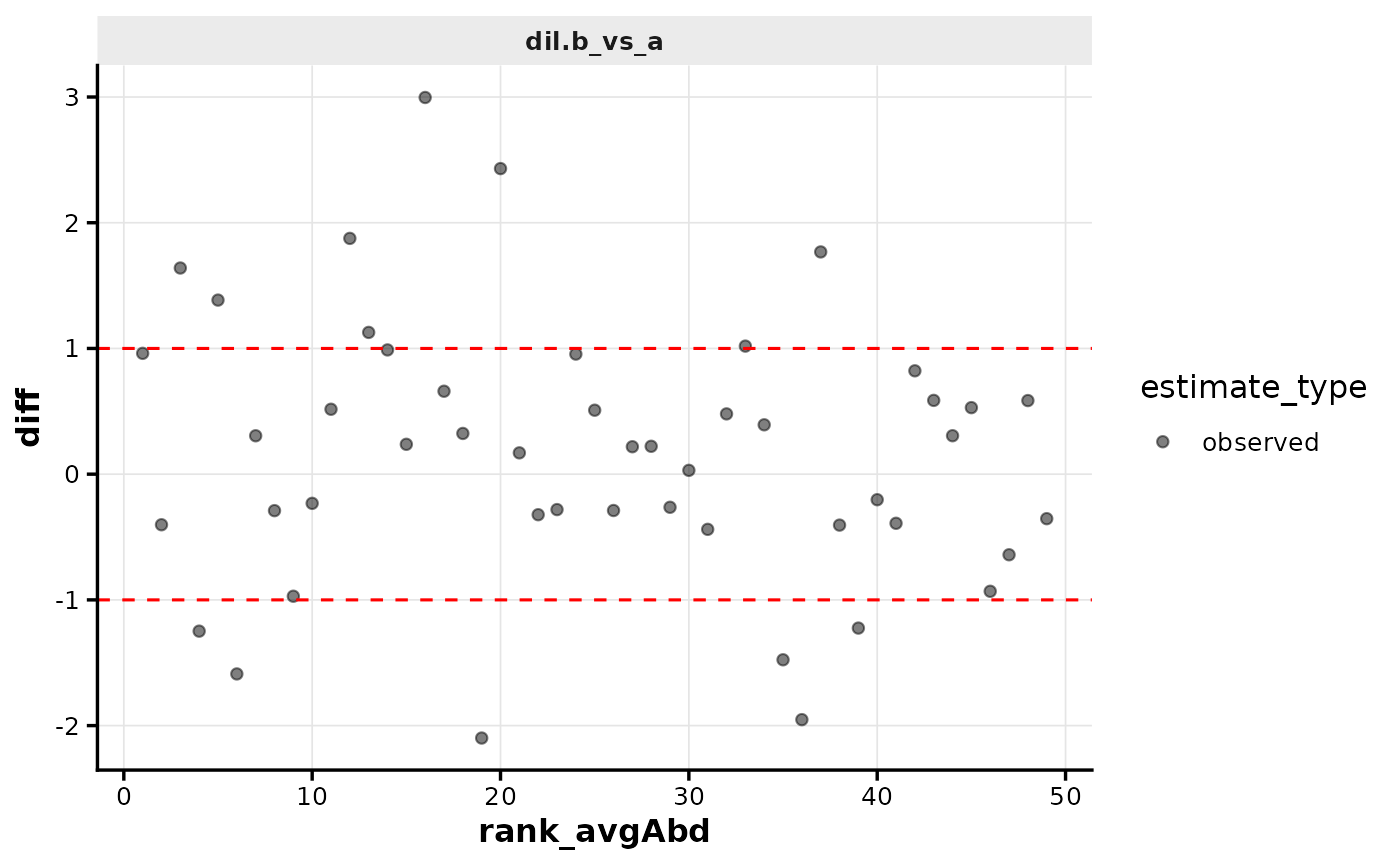 dil.b_vs_a
3
2
1
0
-1
-2
diff
0 10 20 30 40 50
rank_avgAbd
estimate_type
observed